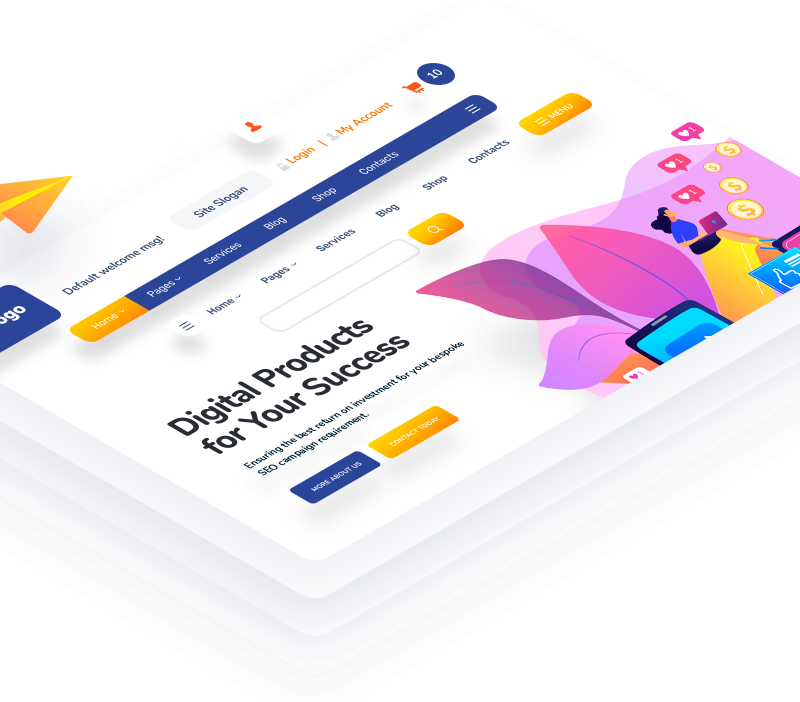 10
Login | My Account
MENU
Site Slogan
Default welcome msg!
Home
Pages
Services
Blog
Shop
Contacts
Home
Pages
Services
Blog
Shop
Contacts
Digital Products
for Your Success
Ensuring the best return on investment for your bespoke
SEO campaign requirement.
MORE ABOUT US
CONTACT TODAY
1
1
1
1
$
$
$
$